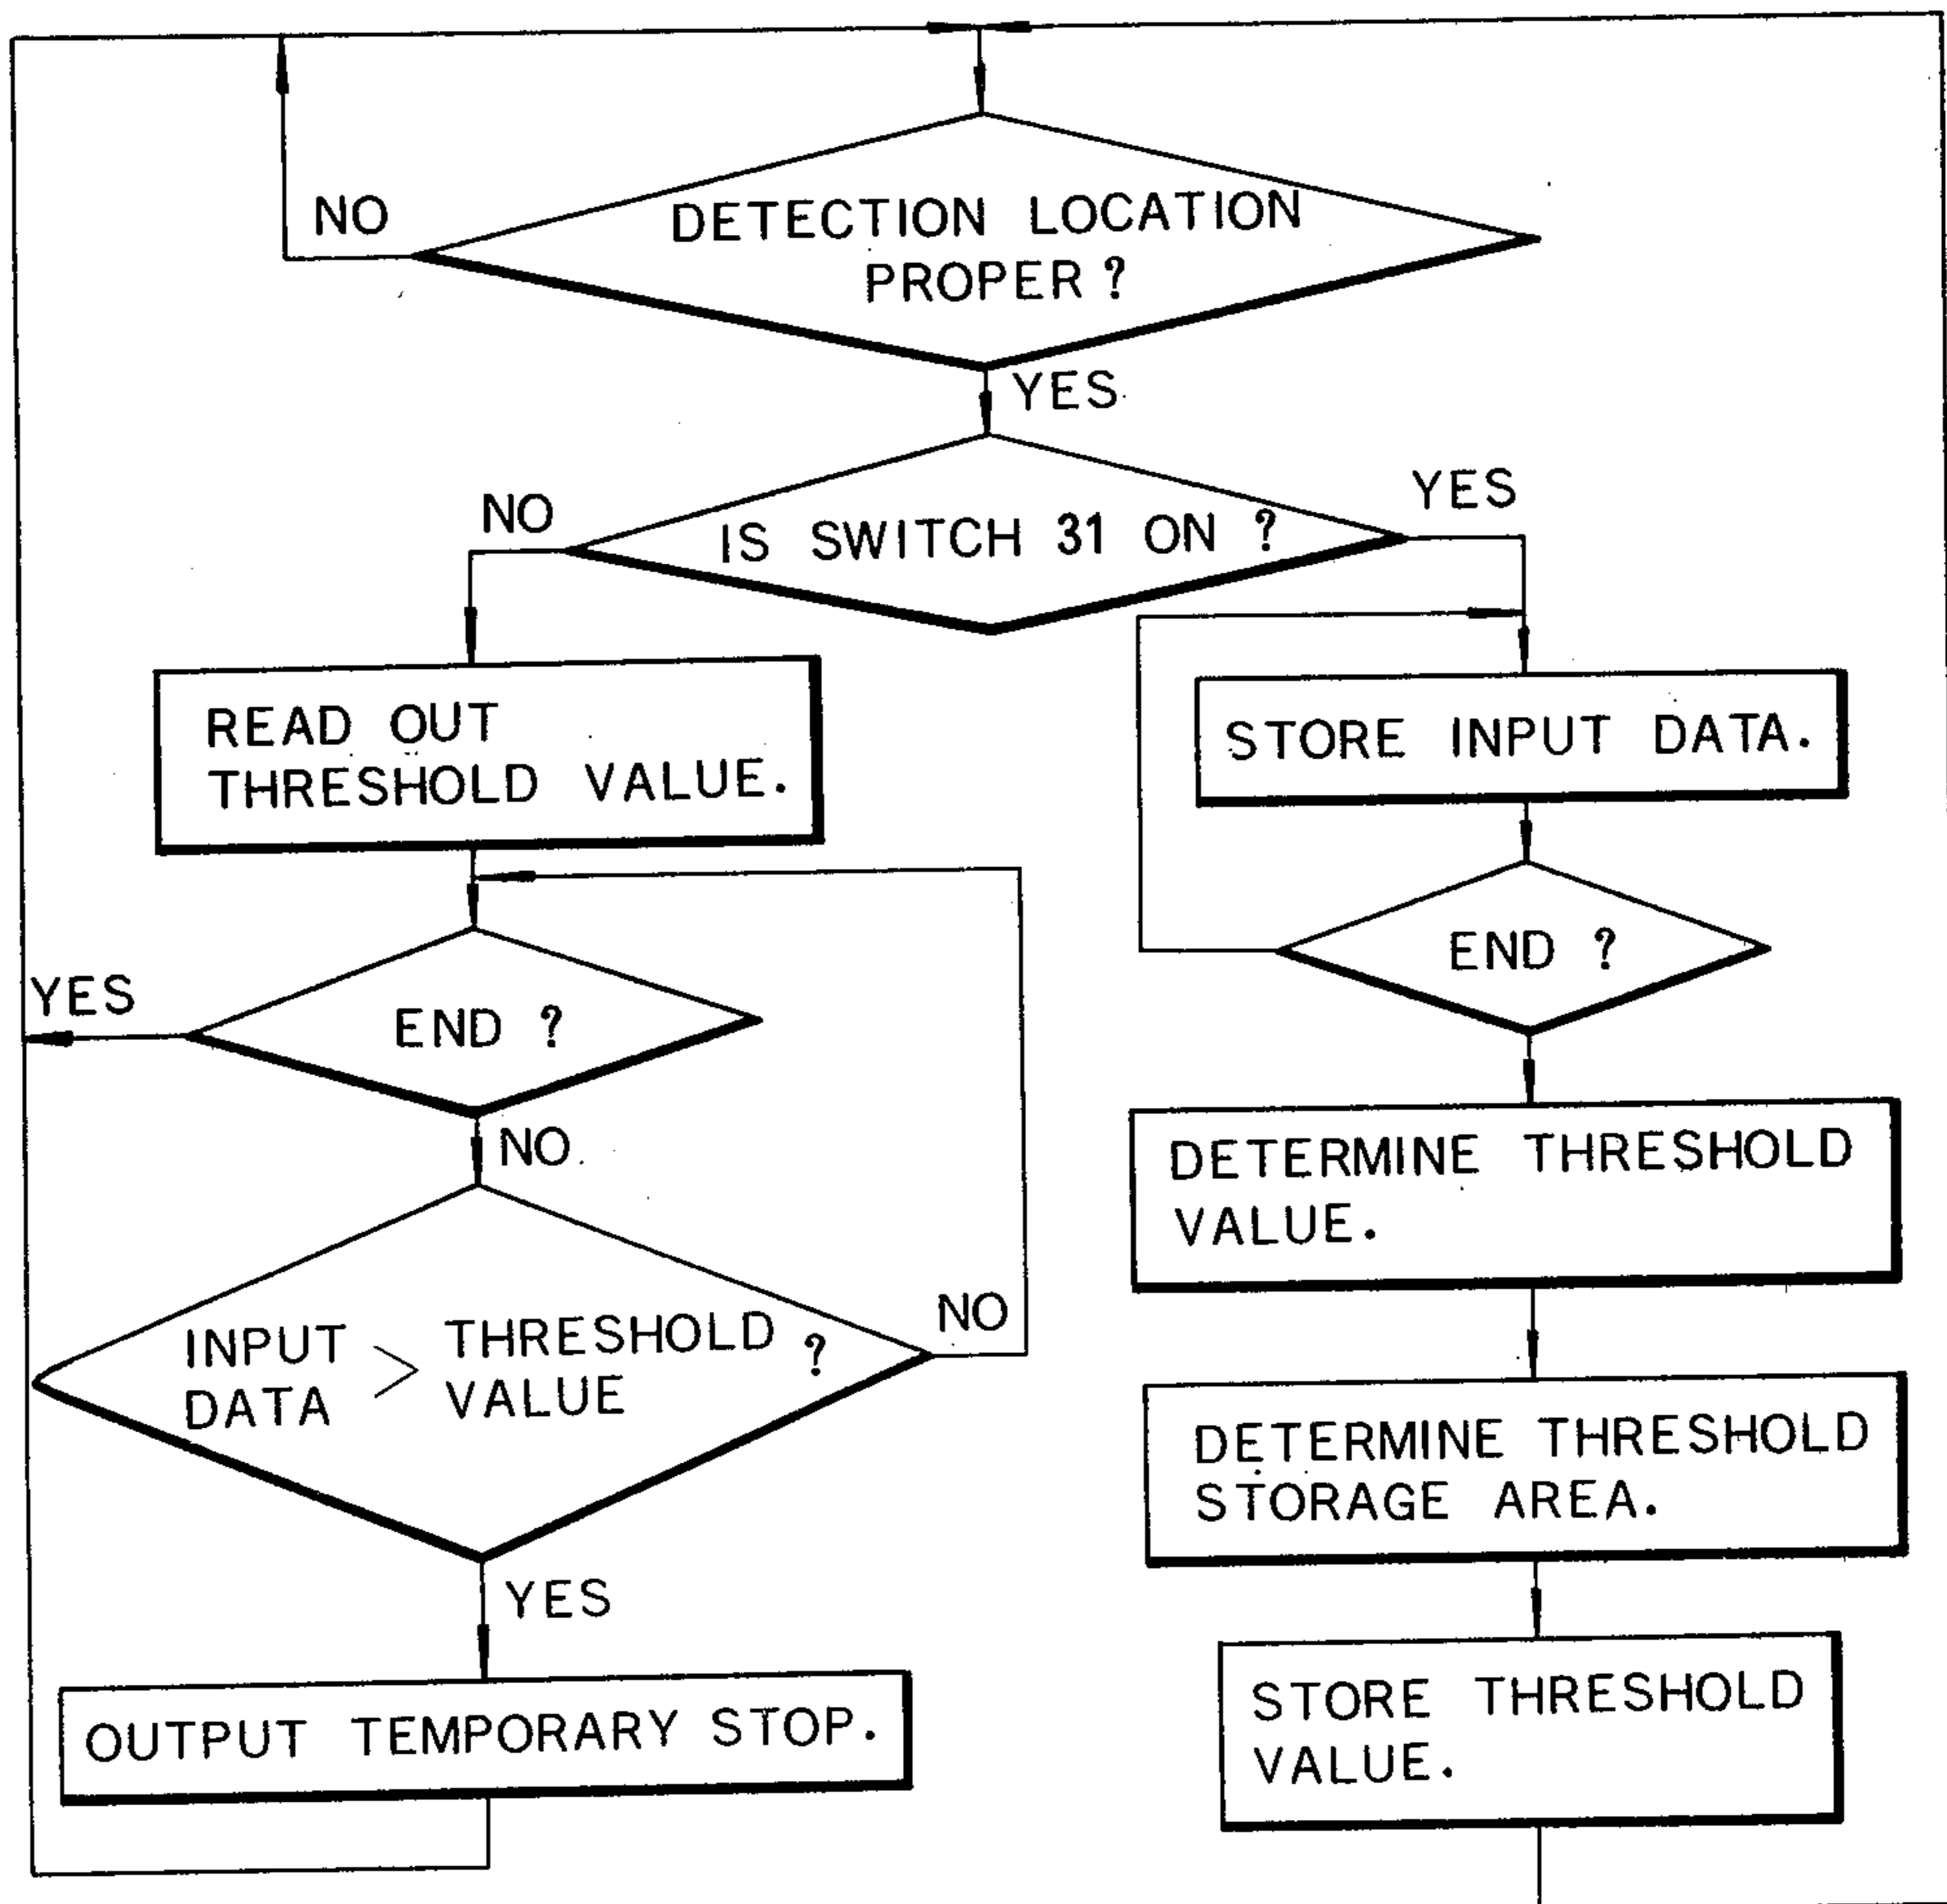 NO
DETECTION LOCATION
PROPER ?
YES
NO
IS SWITCH 31 ON ?
YES
READ OUT
THRESHOLD VALUE.
STORE INPUT DATA.
END ?
YES
END ?
NO
DETERMINE THRESHOLD
VALUE.
INPUT
DATA
>
THRESHOLD
VALUE
?
NO
DETERMINE THRESHOLD
STORAGE AREA.
YES
OUTPUT TEMPORARY STOP.
STORE THRESHOLD
VALUE.